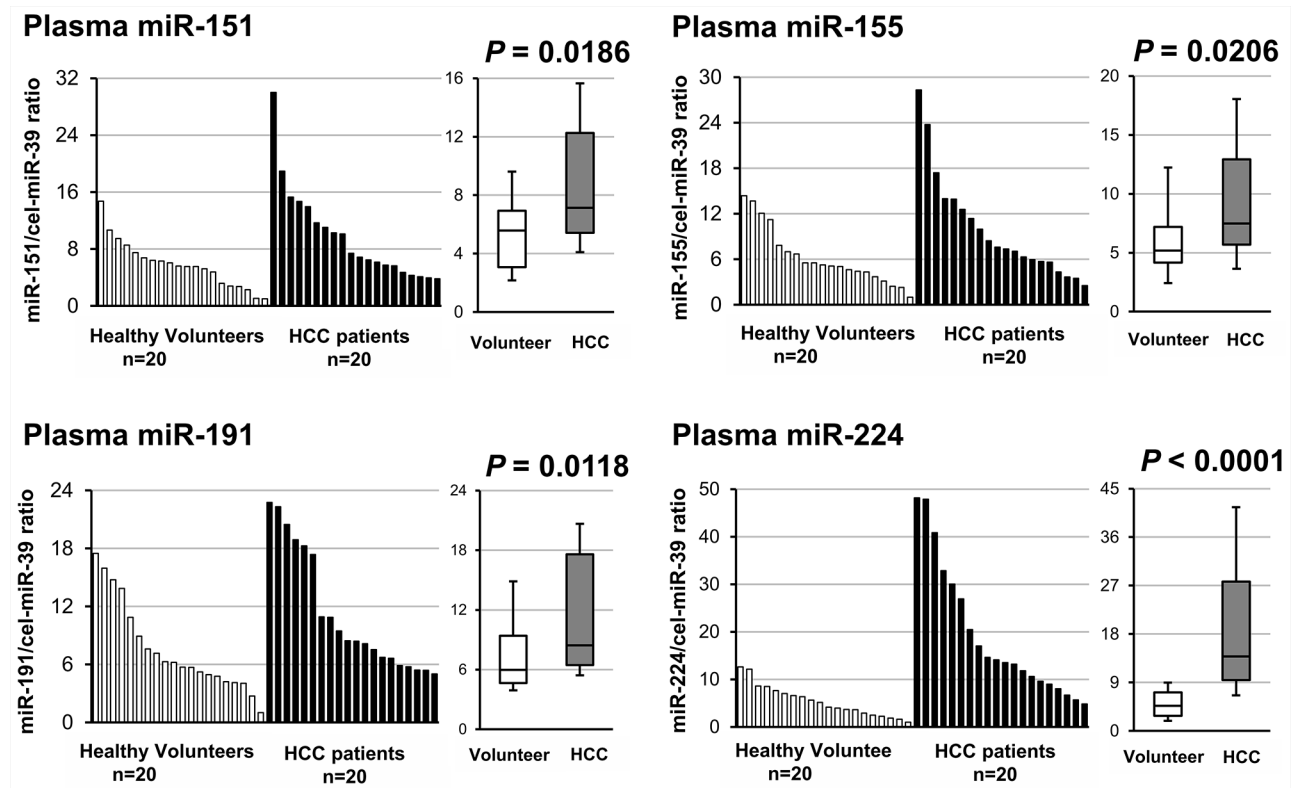 Plasma miR-151
P = 0.0186
miR-151/cel-miR-39 ratio
32
24
16
8
0
Healthy Volunteers
n=20
HCC patients
n=20
16
12
8
4
0
Volunteer
HCC
Plasma miR-155
P = 0.0206
miR-155/cel-miR-39 ratio
30
24
18
12
6
0
Healthy Volunteers
n=20
HCC patients
n=20
20
15
10
5
0
Volunteer
HCC
Plasma miR-191
P = 0.0118
miR-191/cel-miR-39 ratio
24
18
12
6
0
Healthy Volunteers
n=20
HCC patients
n=20
24
18
12
6
0
Volunteer
HCC
Plasma miR-224
P < 0.0001
miR-224/cel-miR-39 ratio
50
40
30
20
10
0
Healthy Voluntee
n=20
HCC patients
n=20
45
36
27
18
9
0
Volunteer
HCC